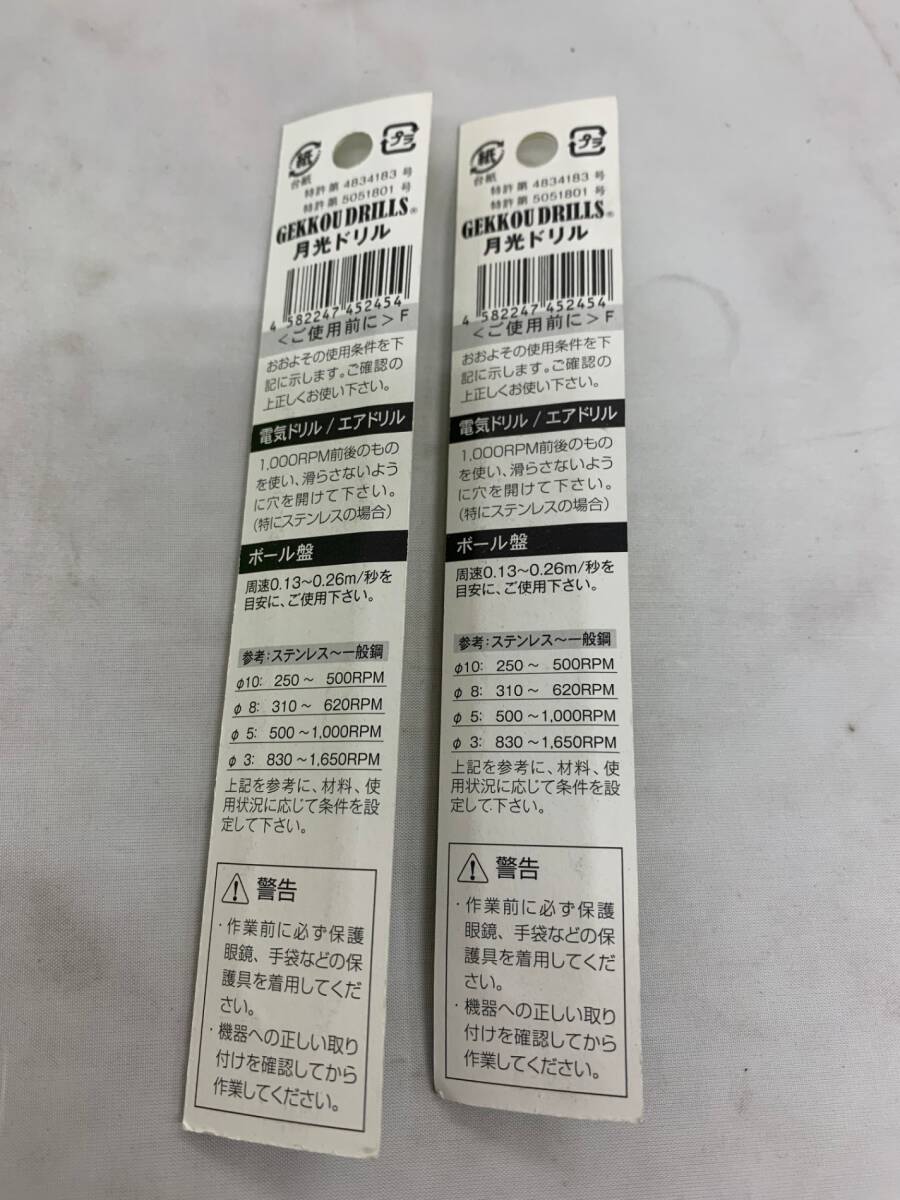 紙
台紙
プラ
特許第 4834183 号
特許第 5051801 号
GEKKOU DRILLS®
月光ドリル
4 582247 452454
<ご使用前に> F
おおよその使用条件を下
記に示します。ご確認の
上正しくお使い下さい。
電気ドリル / エアドリル
1,000RPM前後のもの
を使い、滑らさないよう
に穴を開けて下さい。
(特にステンレスの場合)
ボール盤
周速0.13~0.26m/秒を
目安に、ご使用下さい。
参考:ステンレス~一般鋼
φ10: 250 ~ 500RPM
φ 8: 310 ~ 620RPM
φ 5: 500 ~1,000RPM
φ 3: 830 ~1,650RPM
上記を参考に、材料、使
用状況に応じて条件を設
定して下さい。
警告
・作業前に必ず保護
眼鏡、手袋などの保
護具を着用してくだ
さい。
・機器への正しい取り
付けを確認してから
作業してください。
紙
台紙
プラ
特許第 4834183 号
特許第 5051801 号
GEKKOU DRILLS®
月光ドリル
4 582247 452454
<ご使用前に> F
おおよその使用条件を下
記に示します。ご確認の
上正しくお使い下さい。
電気ドリル / エアドリル
1,000RPM前後のもの
を使い、滑らさないよう
に穴を開けて下さい。
(特にステンレスの場合)
ボール盤
周速0.13~0.26m/秒を
目安に、ご使用下さい。
参考:ステンレス~一般鋼
φ10: 250 ~ 500RPM
φ 8: 310 ~ 620RPM
φ 5: 500 ~1,000RPM
φ 3: 830 ~1,650RPM
上記を参考に、材料、使
用状況に応じて条件を設
定して下さい。
警告
・作業前に必ず保護
眼鏡、手袋などの保
護具を着用してくだ
さい。
・機器への正しい取り
付けを確認してから
作業してください。